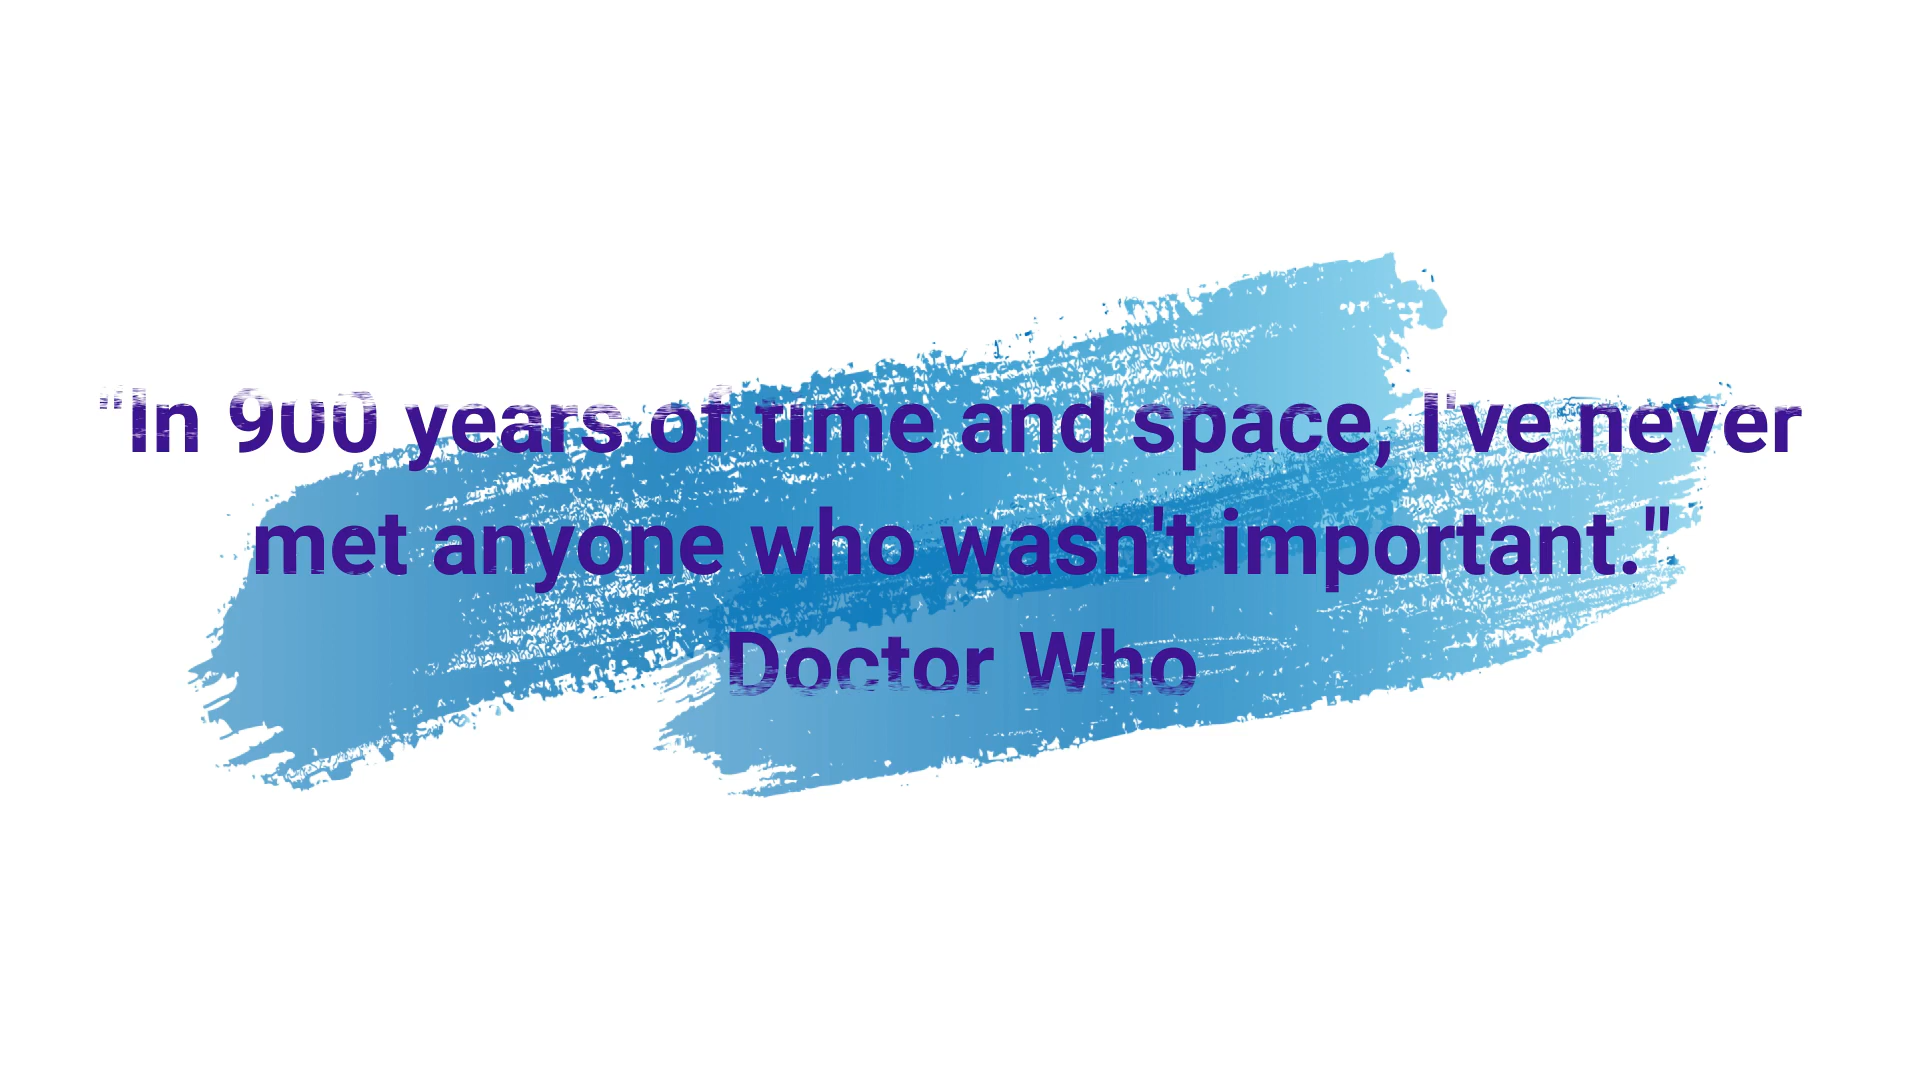 "In 900 years of time and space, I've never
met anyone who wasn't important."
Doctor Who